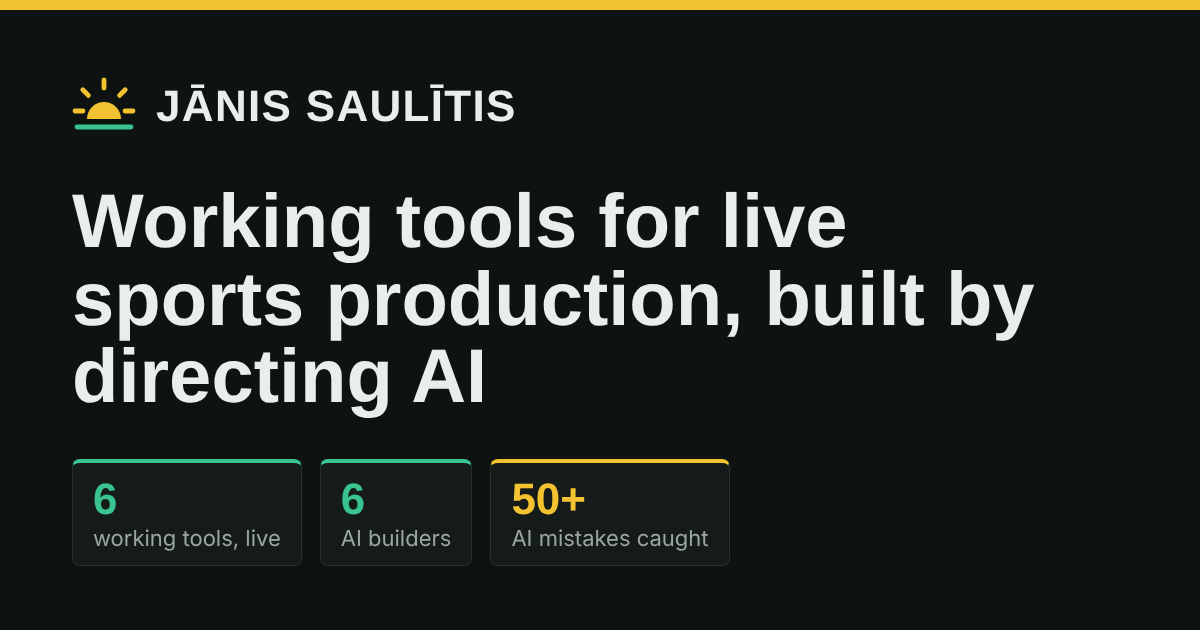 JĀNIS SAULĪTIS
Working tools for live
sports production, built by
directing AI
6
working tools, live
6
AI builders
50+
AI mistakes caught